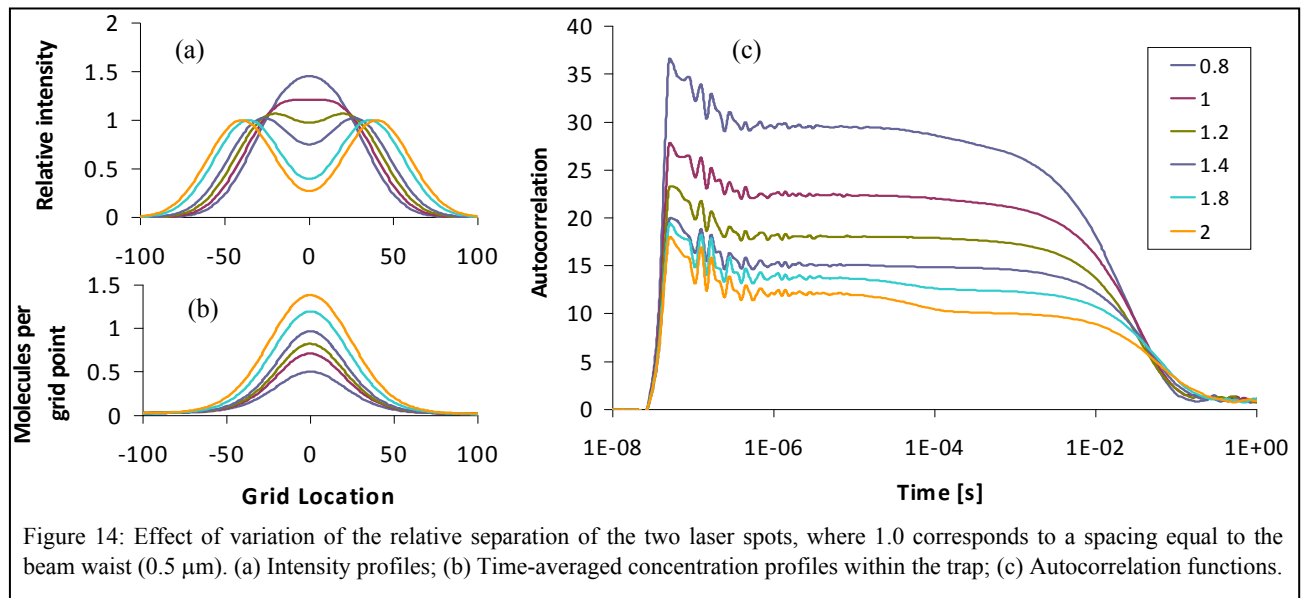 (a)
2
1.5
1
0.5
0
-100 -50 0 50 100
Relative intensity
(b)
1.5
1
0.5
0
-100 -50 0 50 100
Molecules per
grid point
Grid Location
(c)
40
35
30
25
20
15
10
5
0
1E-08 1E-06 1E-04 1E-02 1E+00
Autocorrelation
Time [s]
0.8
1
1.2
1.4
1.8
2
Figure 14: Effect of variation of the relative separation of the two laser spots, where 1.0 corresponds to a spacing equal to the
beam waist (0.5 μm). (a) Intensity profiles; (b) Time-averaged concentration profiles within the trap; (c) Autocorrelation functions.